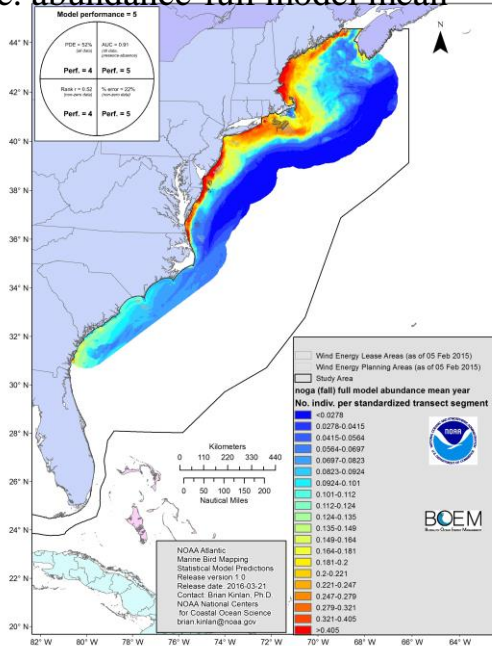 e. abundance full model mean
Model performance = 5
PDE = 52%
AUC = 0.91
Perf. = 4
Perf. = 5
Rank r = 0.52
% error = 22%
(non-zero data)
(non-zero data)
Perf. = 4
Perf. = 5
N
44° N
42° N
40° N
38° N
36° N
34° N
32° N
30° N
28° N
26° N
24° N
22° N
20° N
82° W
80° W
78° W
76° W
74° W
72° W
70° W
68° W
66° W
64° W
Kilometers
0 110 220 330 440
0 50 100 150 200
Nautical Miles
NOAA Atlantic
Marine Bird Mapping
Statistical Model Predictions
Release version 1.0
Release date: 2016-03-21
Contact: Brian Kinlan, Ph.D.
NOAA National Centers
for Coastal Ocean Science
brian.kinlan@noaa.gov
Wind Energy Lease Areas (as of 05 Feb 2015)
Wind Energy Planning Areas (as of 05 Feb 2015)
Study Area
noga (fall) full model abundance mean year
No. indiv. per standardized transect segment
<0.0278
0.0278-0.0415
0.0415-0.0564
0.0564-0.0697
0.0697-0.0823
0.0823-0.0924
0.0924-0.101
0.101-0.112
0.112-0.124
0.124-0.135
0.135-0.149
0.149-0.164
0.164-0.181
0.181-0.2
0.2-0.221
0.221-0.247
0.247-0.279
0.279-0.321
0.321-0.405
>0.405
NOAA
BOEM